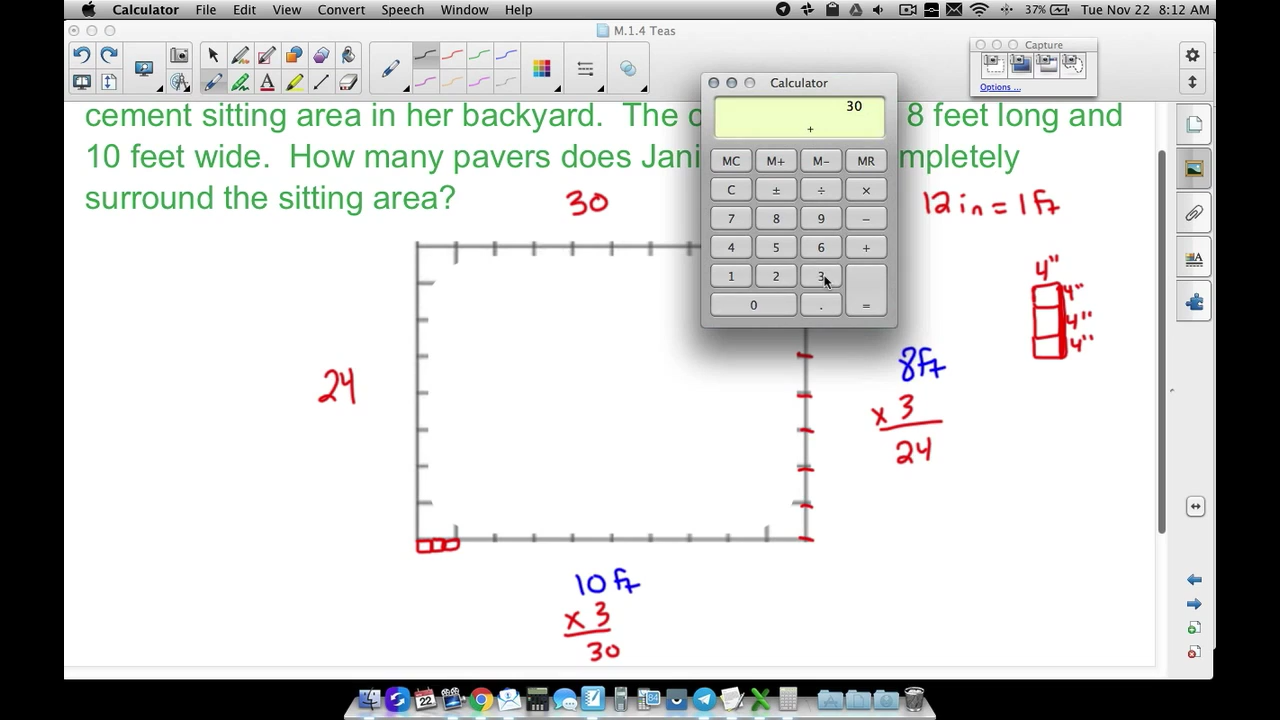 Calculator File Edit View Convert Speech Window Help 37% Tue Nov 22 8:12 AM
M.1.4 Teas
Capture
Options ...
Calculator
30
+
MC M+ M- MR
C ± ÷ ×
7 8 9 −
4 5 6 +
1 2 3
0 . =
cement sitting area in her backyard. The 8 feet long and
10 feet wide. How many pavers does
surround the sitting area?
30
12 in = 1 ft
4"
4"
4"
4"
24
8 ft
x 3
24
10 ft
x 3
30
22